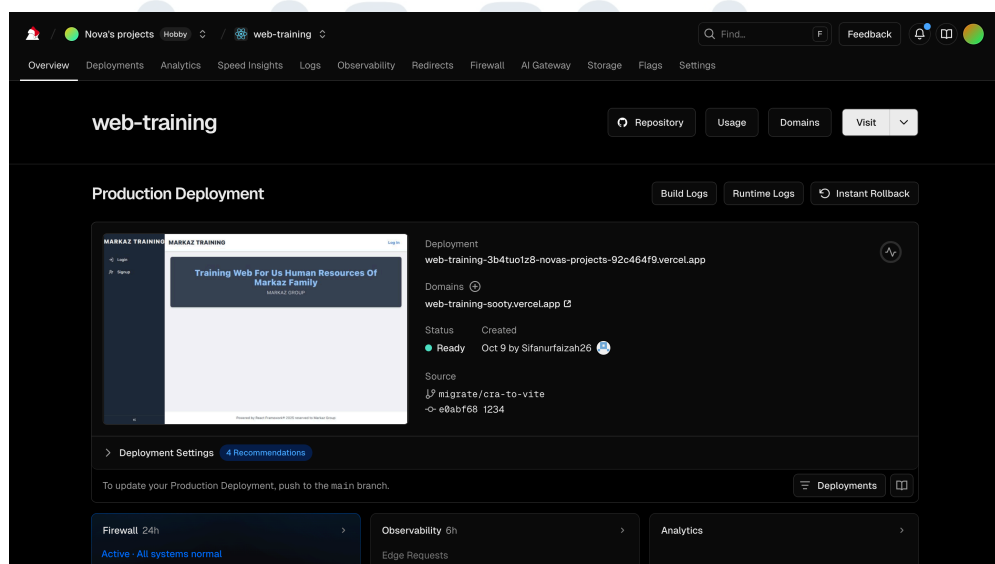 Nova's projects Hobby / web-training
Find... F Feedback
Overview Deployments Analytics Speed Insights Logs Observability Redirects Firewall AI Gateway Storage Flags Settings
web-training
Repository Usage Domains Visit
Production Deployment
Build Logs Runtime Logs Instant Rollback
MARKAZ TRAINING
Login
Signup
MARKAZ TRAINING
Log in
Training Web For Us Human Resources Of
Markaz Family
MARKAZ GROUP
Deployment
web-training-3b4tuo1z8-novas-projects-92c464f9.vercel.app
Domains
web-training-sooty.vercel.app
Status Created
Ready Oct 9 by Sifanurfaizah26
Source
migrate/cra-to-vite
e0abf68 1234
Deployment Settings 4 Recommendations
To update your Production Deployment, push to the main branch.
Deployments
Firewall 24h
Active · All systems normal
Observability 6h
Edge Requests
Analytics